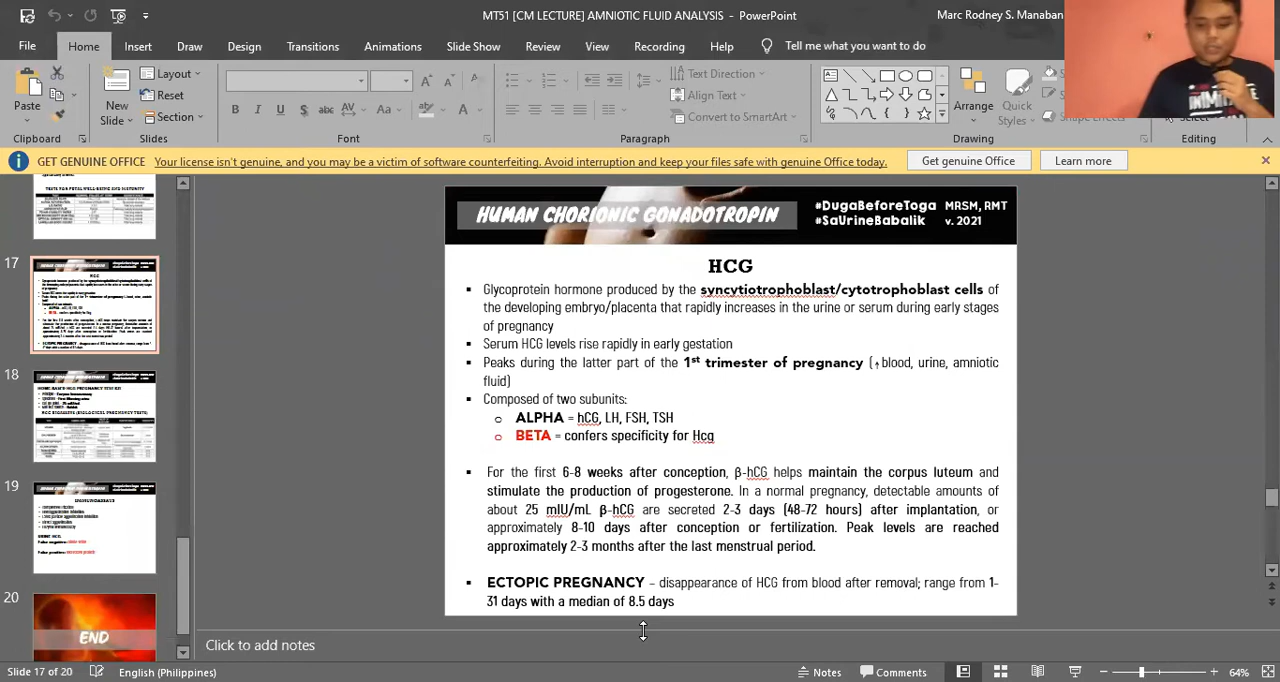 MT51 [CM LECTURE] AMNIOTIC FLUID ANALYSIS - PowerPoint
Marc Rodney S. Manaban
File Home Insert Draw Design Transitions Animations Slide Show Review View Recording Help Tell me what you want to do
Paste
Clipboard
New Slide
Layout
Reset
Section
Slides
B I U S abc AV Aa A
Font
Text Direction
Align Text
Convert to SmartArt
Paragraph
Arrange
Quick Styles
Shape Effects
Drawing
Editing
GET GENUINE OFFICE Your license isn't genuine, and you may be a victim of software counterfeiting. Avoid interruption and keep your files safe with genuine Office today. Get genuine Office Learn more
17
18
19
20
END
HUMAN CHORIONIC GONADOTROPIN
#DugaBeforeToga MRSM, RMT
#SaUrineBabalik v. 2021
HCG
Glycoprotein hormone produced by the syncytiotrophoblast/cytotrophoblast cells of
the developing embryo/placenta that rapidly increases in the urine or serum during early stages
of pregnancy
Serum HCG levels rise rapidly in early gestation
Peaks during the latter part of the 1st trimester of pregnancy (↑blood, urine, amniotic
fluid)
Composed of two subunits:
ALPHA = hCG, LH, FSH, TSH
BETA = confers specificity for Hcg
For the first 6-8 weeks after conception, β-hCG helps maintain the corpus luteum and
stimulate the production of progesterone. In a normal pregnancy, detectable amounts of
about 25 mIU/mL β-hCG are secreted 2-3 days (48-72 hours) after implantation, or
approximately 8-10 days after conception or fertilization. Peak levels are reached
approximately 2-3 months after the last menstrual period.
ECTOPIC PREGNANCY – disappearance of HCG from blood after removal; range from 1-
31 days with a median of 8.5 days
Click to add notes
Slide 17 of 20 English (Philippines) Notes Comments 64%